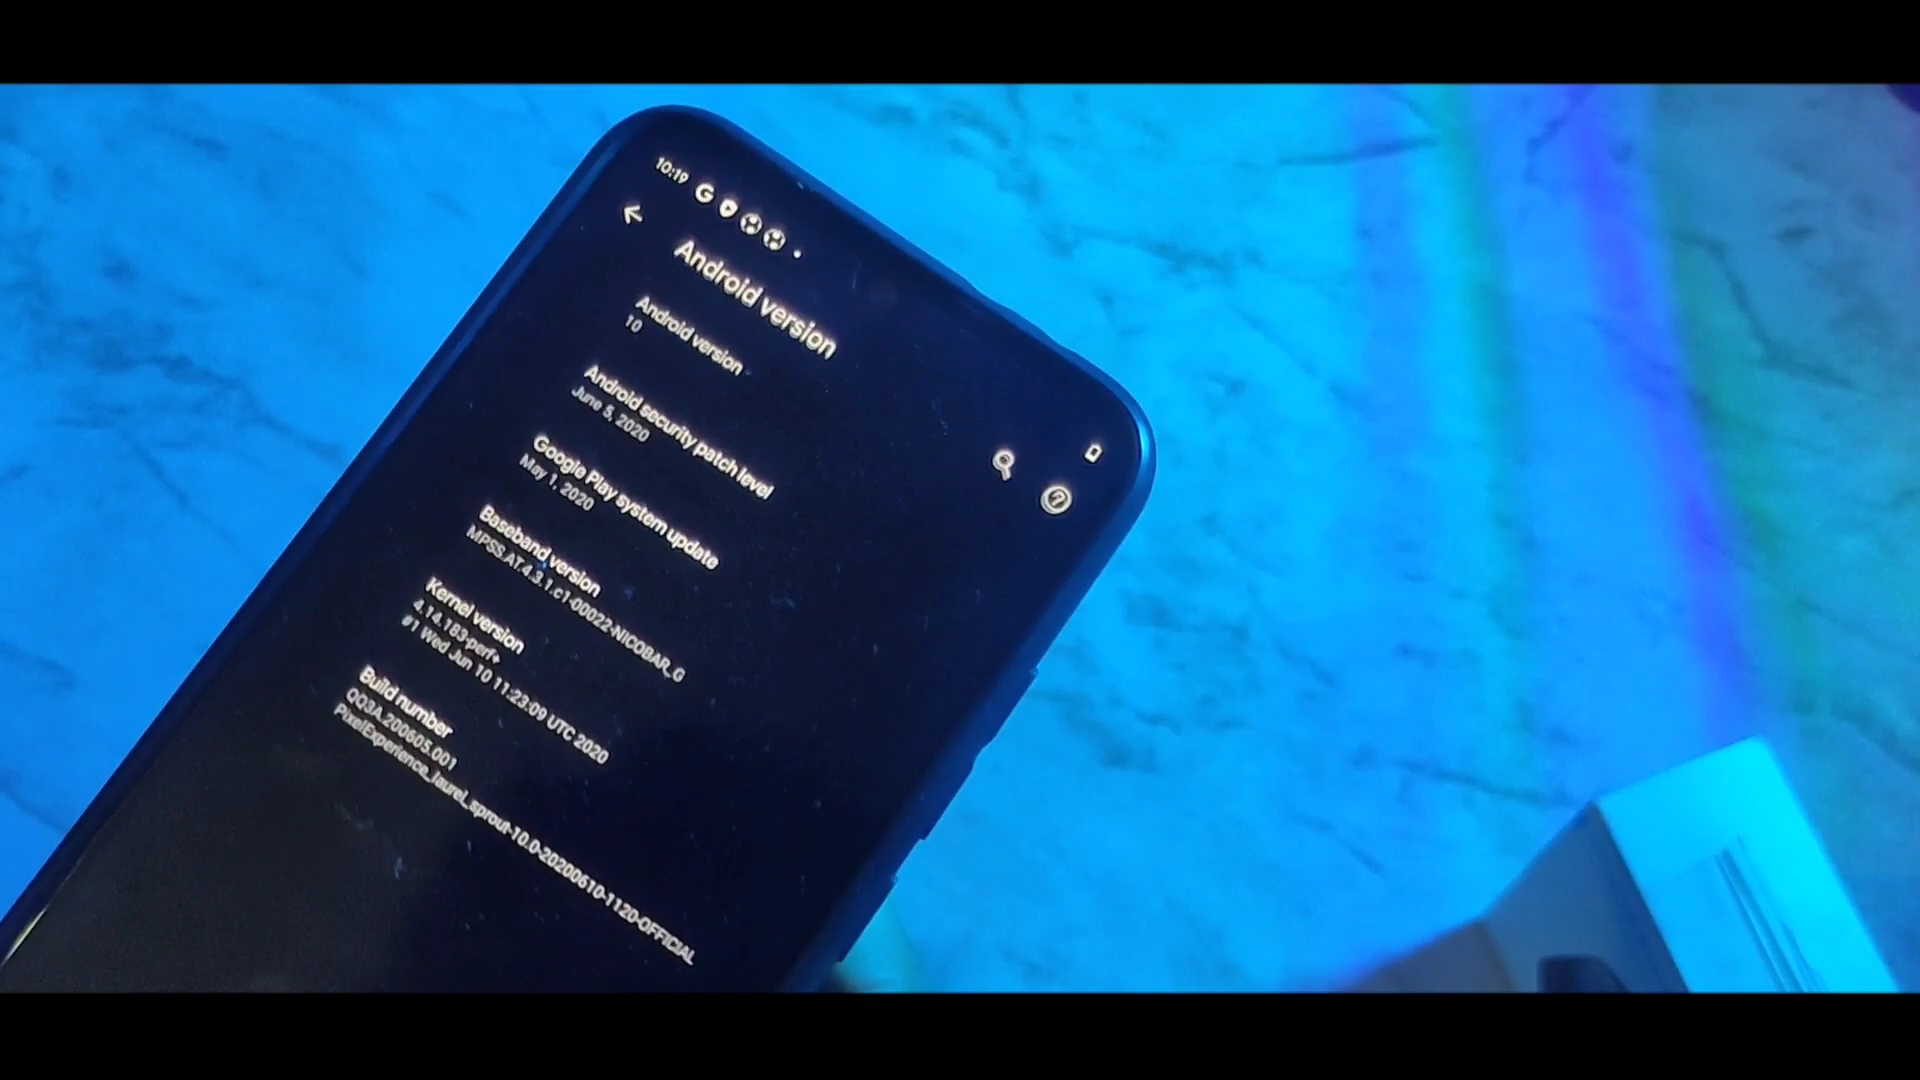 10:19
Android version
Android version
10
Android security patch level
June 5, 2020
Google Play system update
May 1, 2020
Baseband version
MPSS.AT.4.3.1.c1-00022-NICOBAR_G
Kernel version
4.14.183-perf+
#1 Wed Jun 10 11:23:09 UTC 2020
Build number
QQ3A.200605.001
PixelExperience_laurel_sprout-10.0-20200610-1120-OFFICIAL